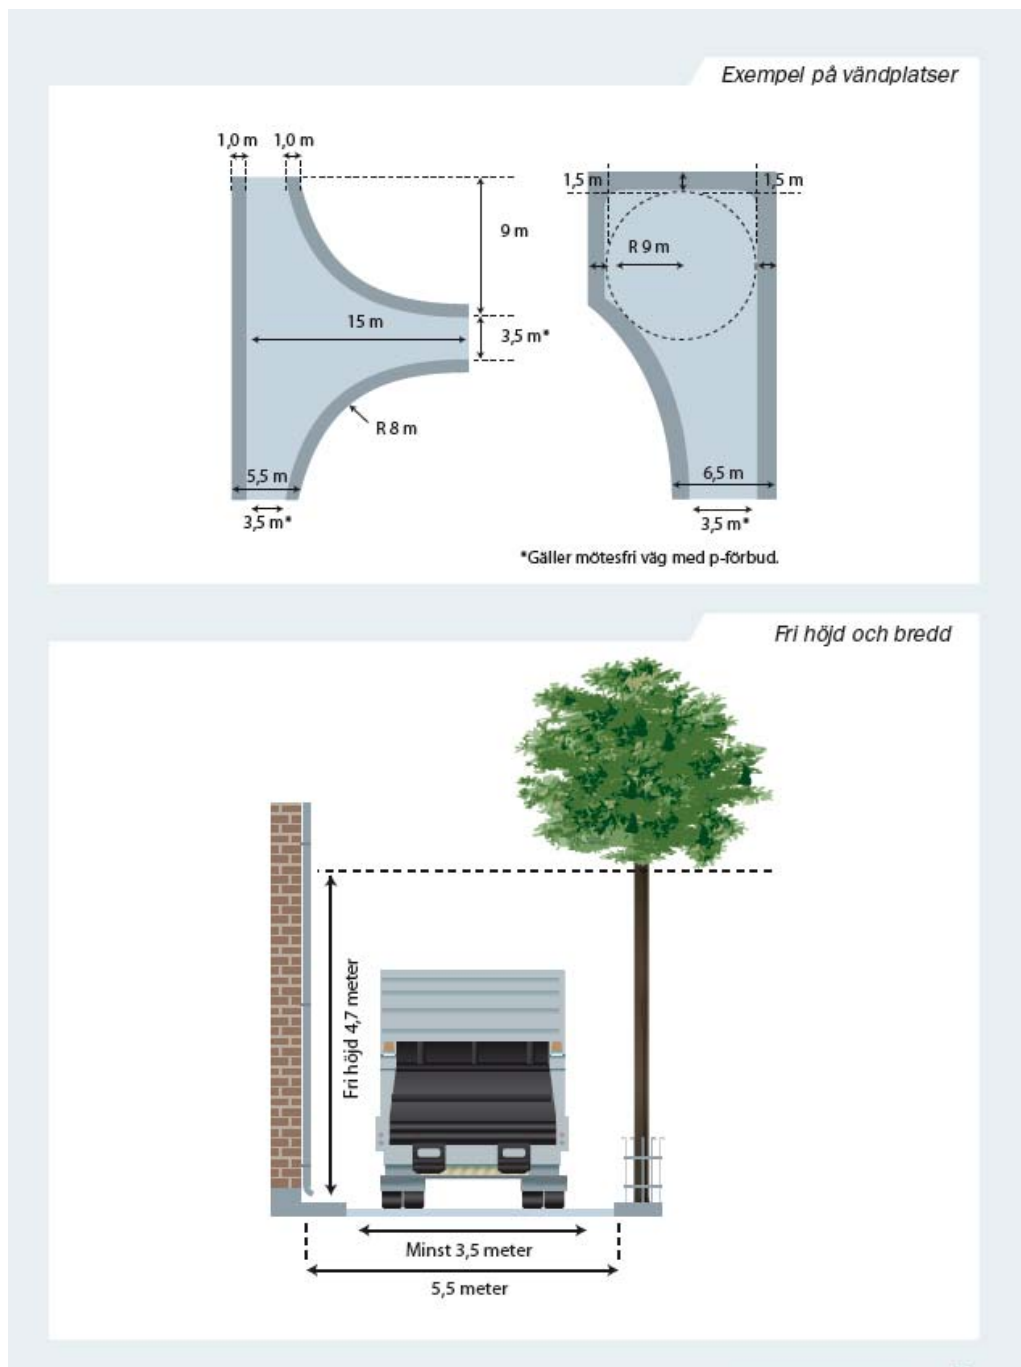 Exempel på vändplatser
1,0 m 1,0 m
9 m
15 m
3,5 m*
R 8 m
5,5 m
3,5 m*
1,5 m
1,5 m
R 9 m
6,5 m
3,5 m*
*Gäller mötesfri väg med p-förbud.
Fri höjd och bredd
Fri höjd 4,7 meter
Minst 3,5 meter
5,5 meter